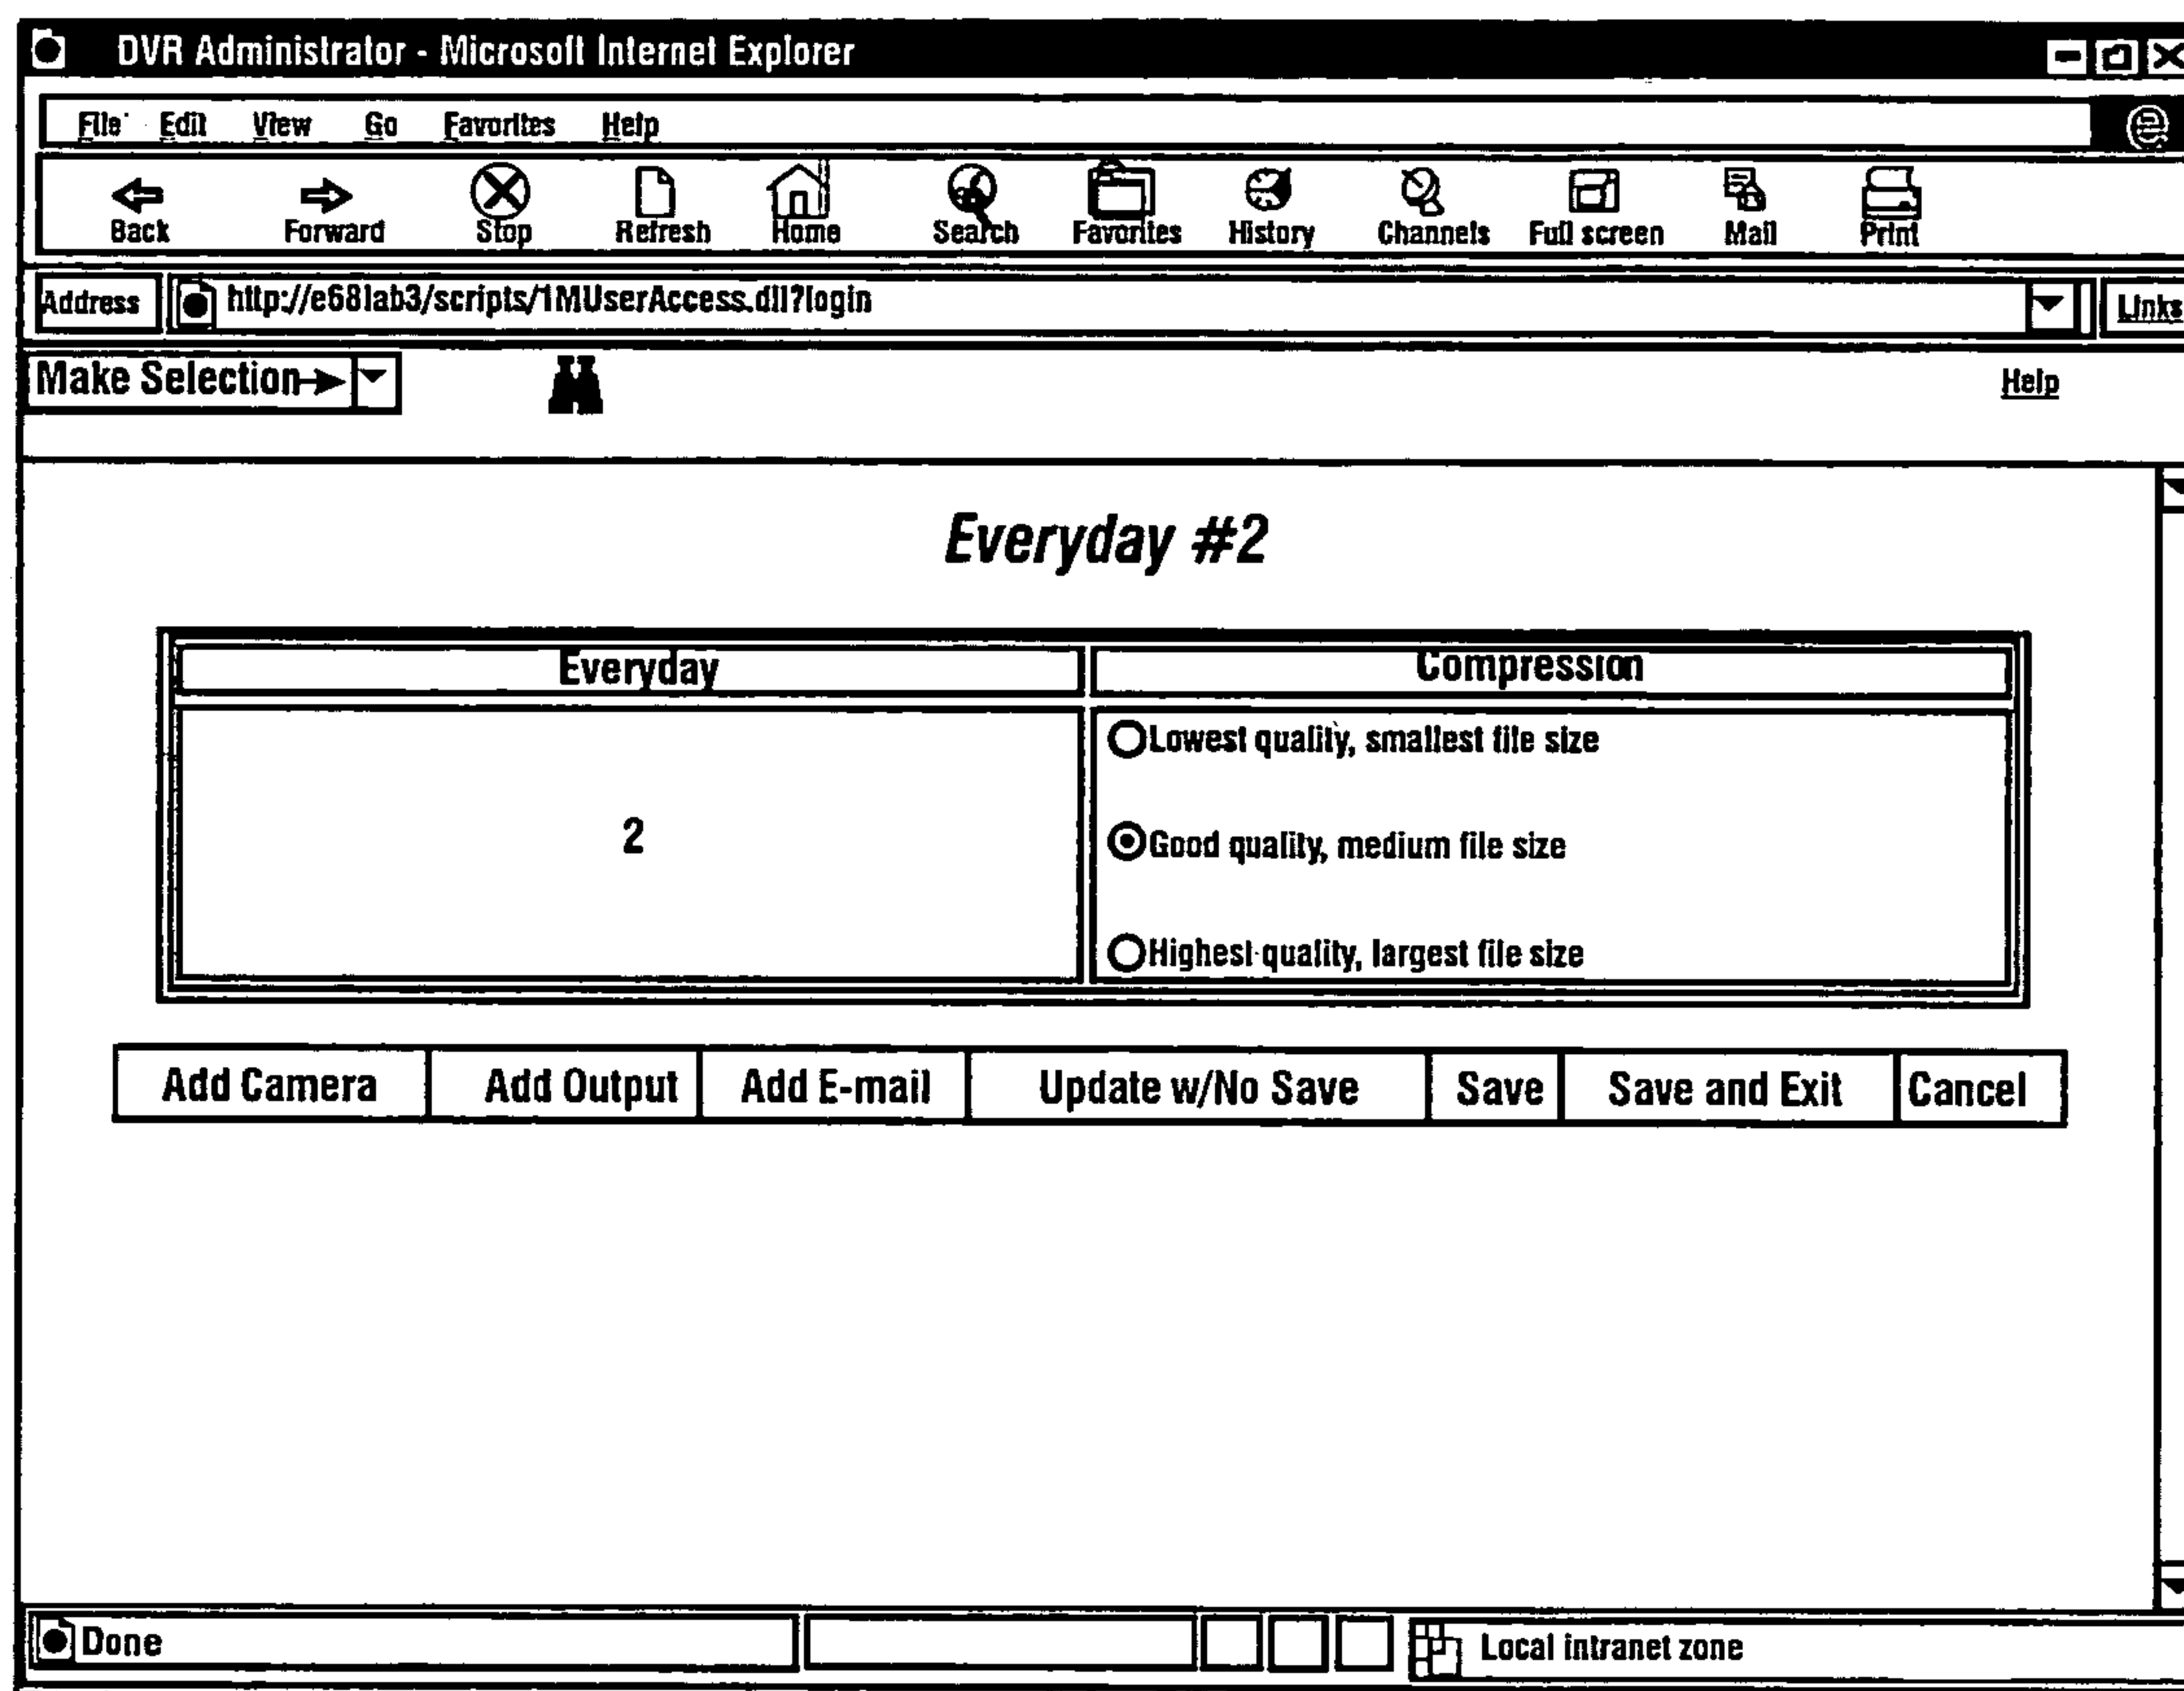 DVR Administrator - Microsoft Internet Explorer
File Edit View Go Favorites Help
Back Forward Stop Refresh Home Search Favorites History Channels Full screen Mail Print
Address http://e68lab3/scripts/1MUserAccess.dll?login Links
Make Selection Help
Everyday #2
Everyday Compression
Lowest quality, smallest file size
2 Good quality, medium file size
Highest quality, largest file size
Add Camera Add Output Add E-mail Update w/No Save Save Save and Exit Cancel
Done Local intranet zone